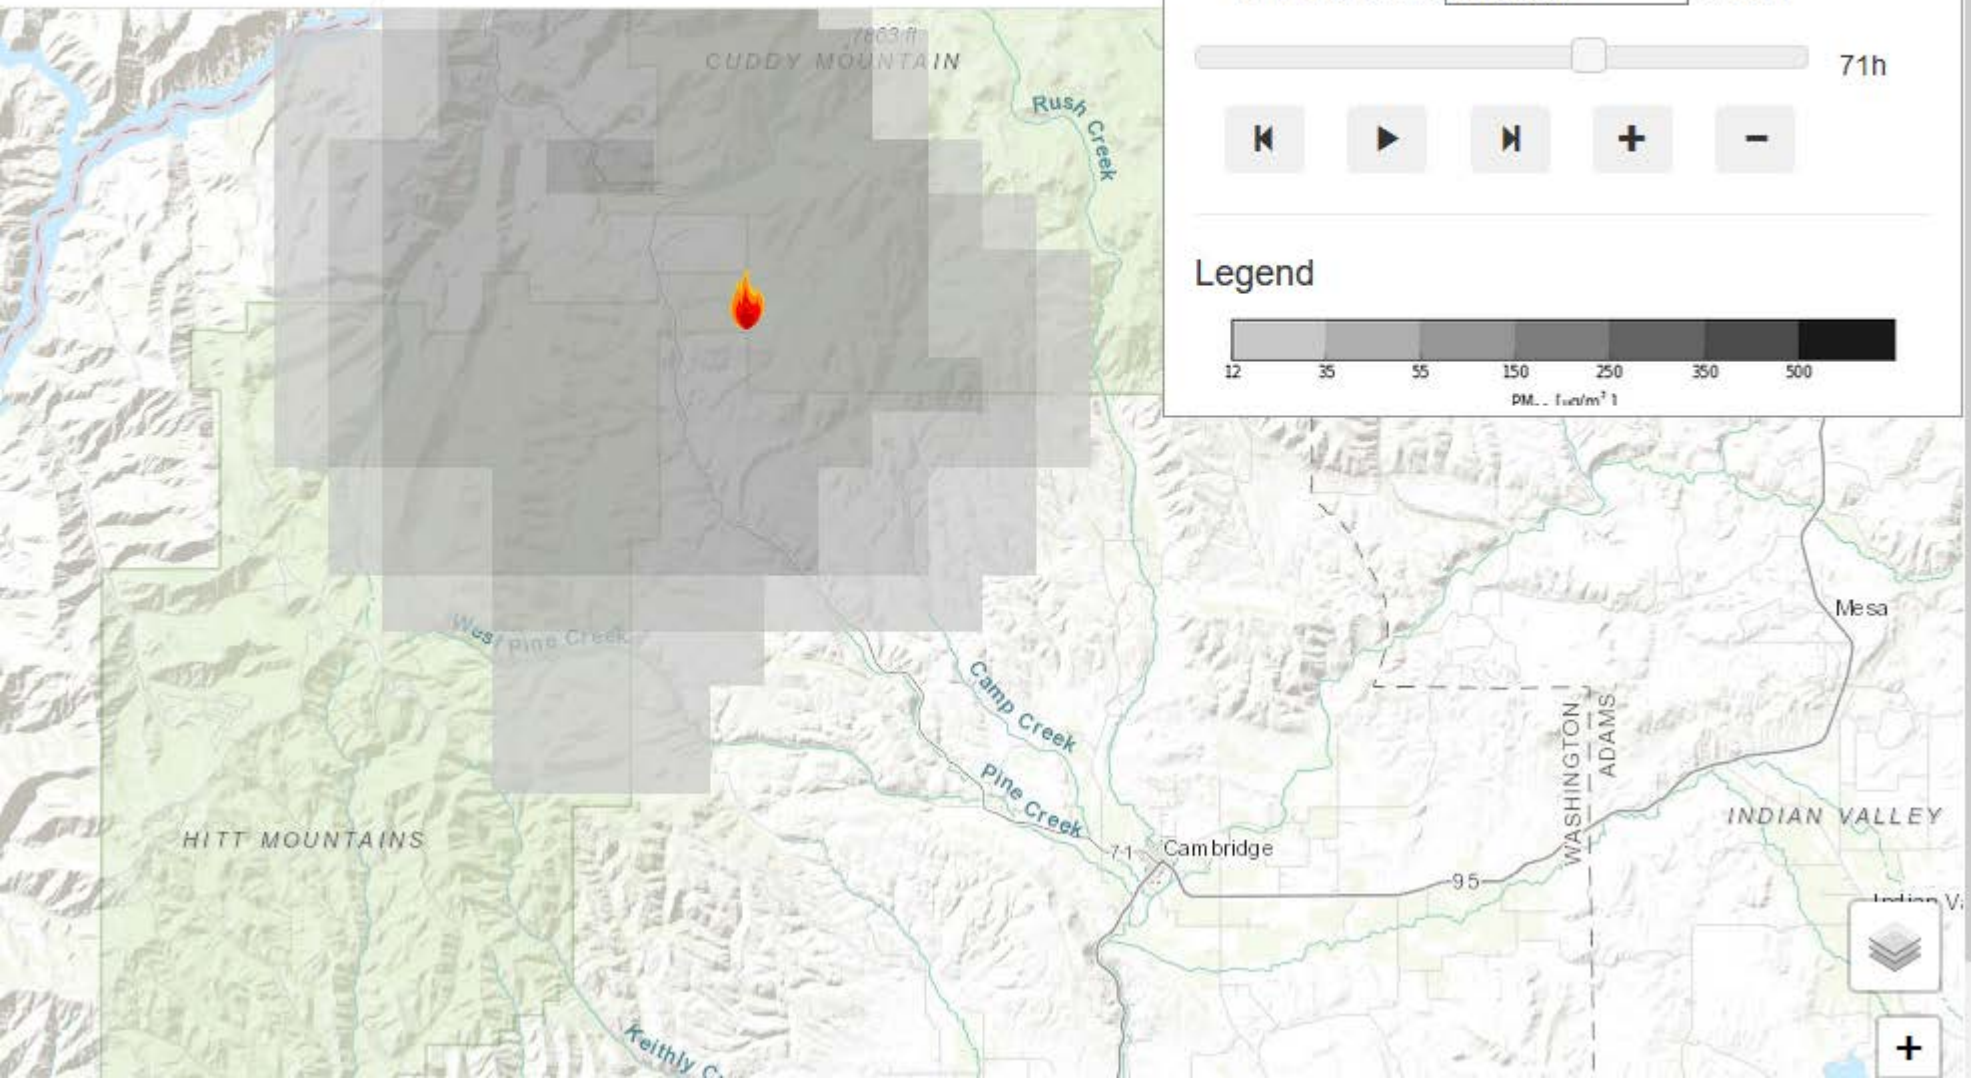 7863 ft
CUDDY MOUNTAIN
Rush Creek
71h
Legend
12 35 55 150 250 350 500
West Pine Creek
Mesa
Camp Creek
WASHINGTON
ADAMS
Pine Creek
INDIAN VALLEY
HITT MOUNTAINS
71
Cambridge
95
Indian
Keithly